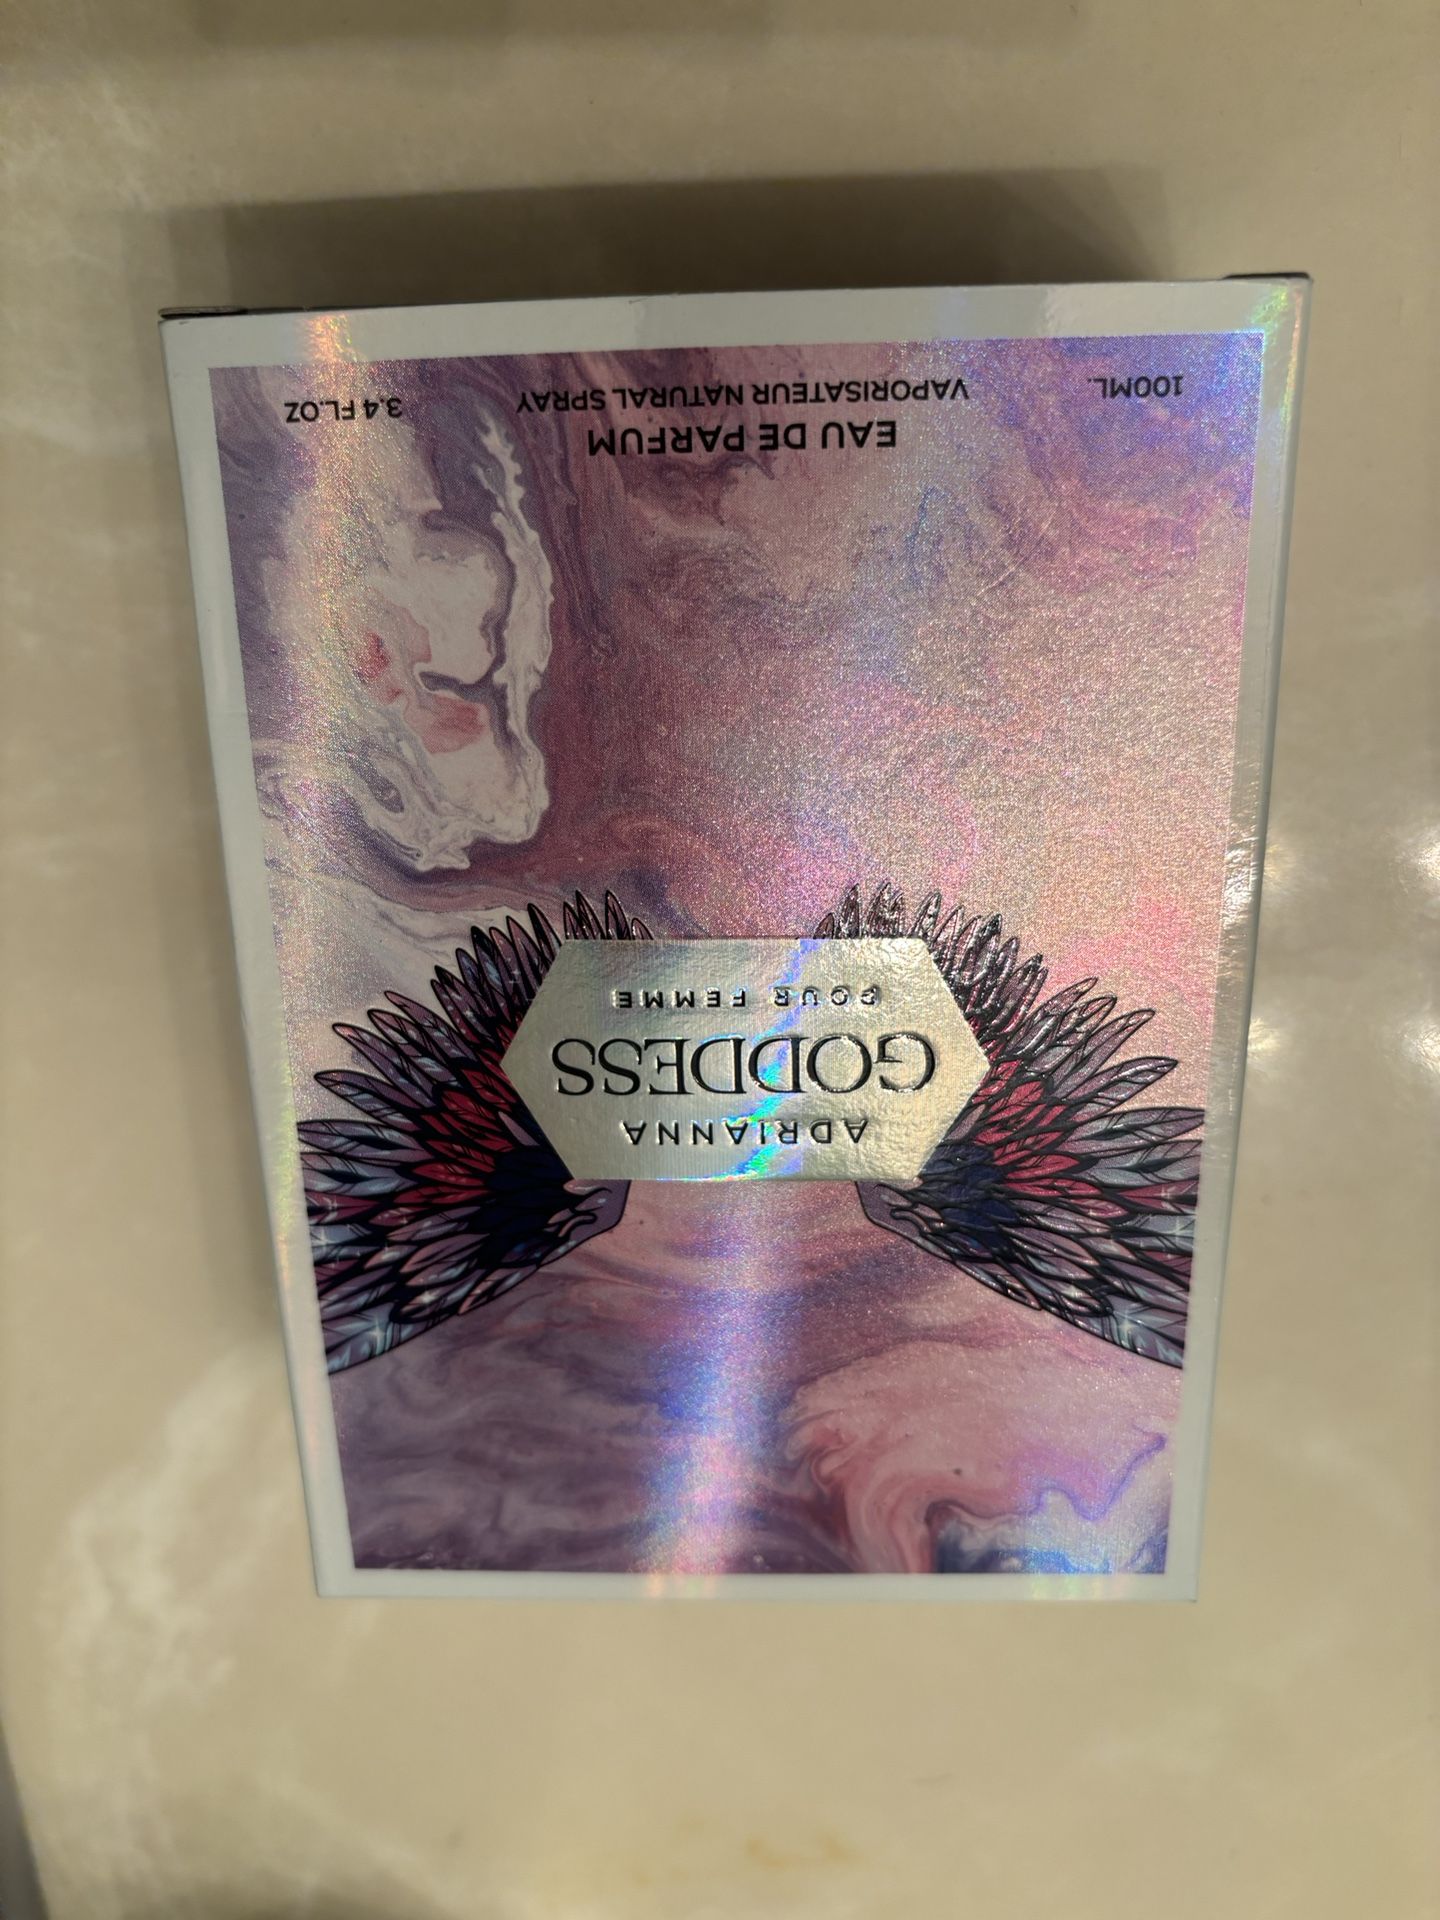 ADRIANNA
GODDESS
POUR FEMME
EAU DE PARFUM
100ML. VAPORISATEUR NATURAL SPRAY 3.4 FL.OZ